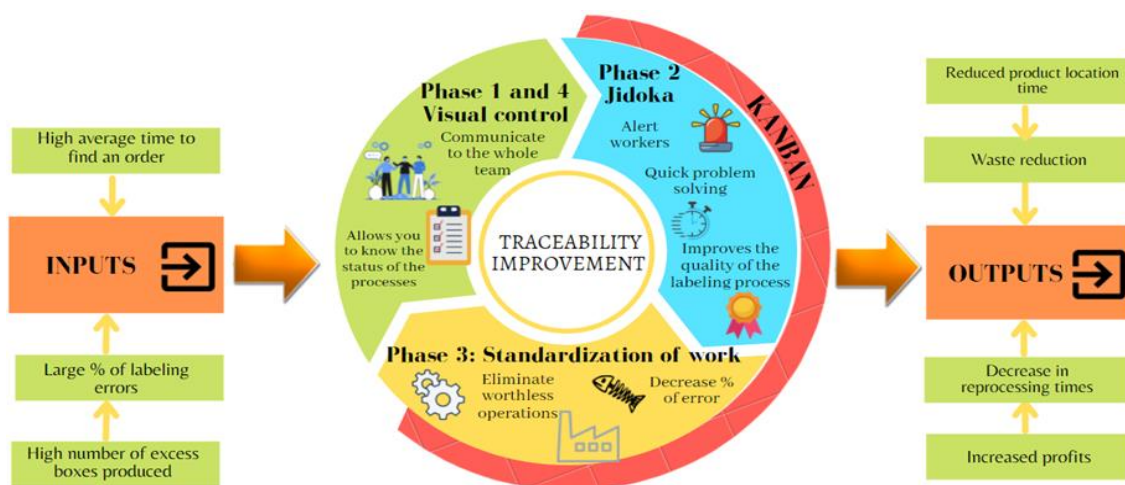 High average time to
find an order
INPUTS
Large % of labeling
errors
High number of excess
boxes produced
Phase 1 and 4
Visual control
Communicate
to the whole
team
Allows you
to know the
status of the
processes
Phase 2
Jidoka
Alert
workers
Quick problem
solving
Improves the
quality of the
labeling process
KANBAN
TRACEABILITY
IMPROVEMENT
Phase 3: Standardization of work
Eliminate
worthless
operations
Decrease %
of error
Reduced product location
time
Waste reduction
OUTPUTS
Decrease in
reprocessing times
Increased profits